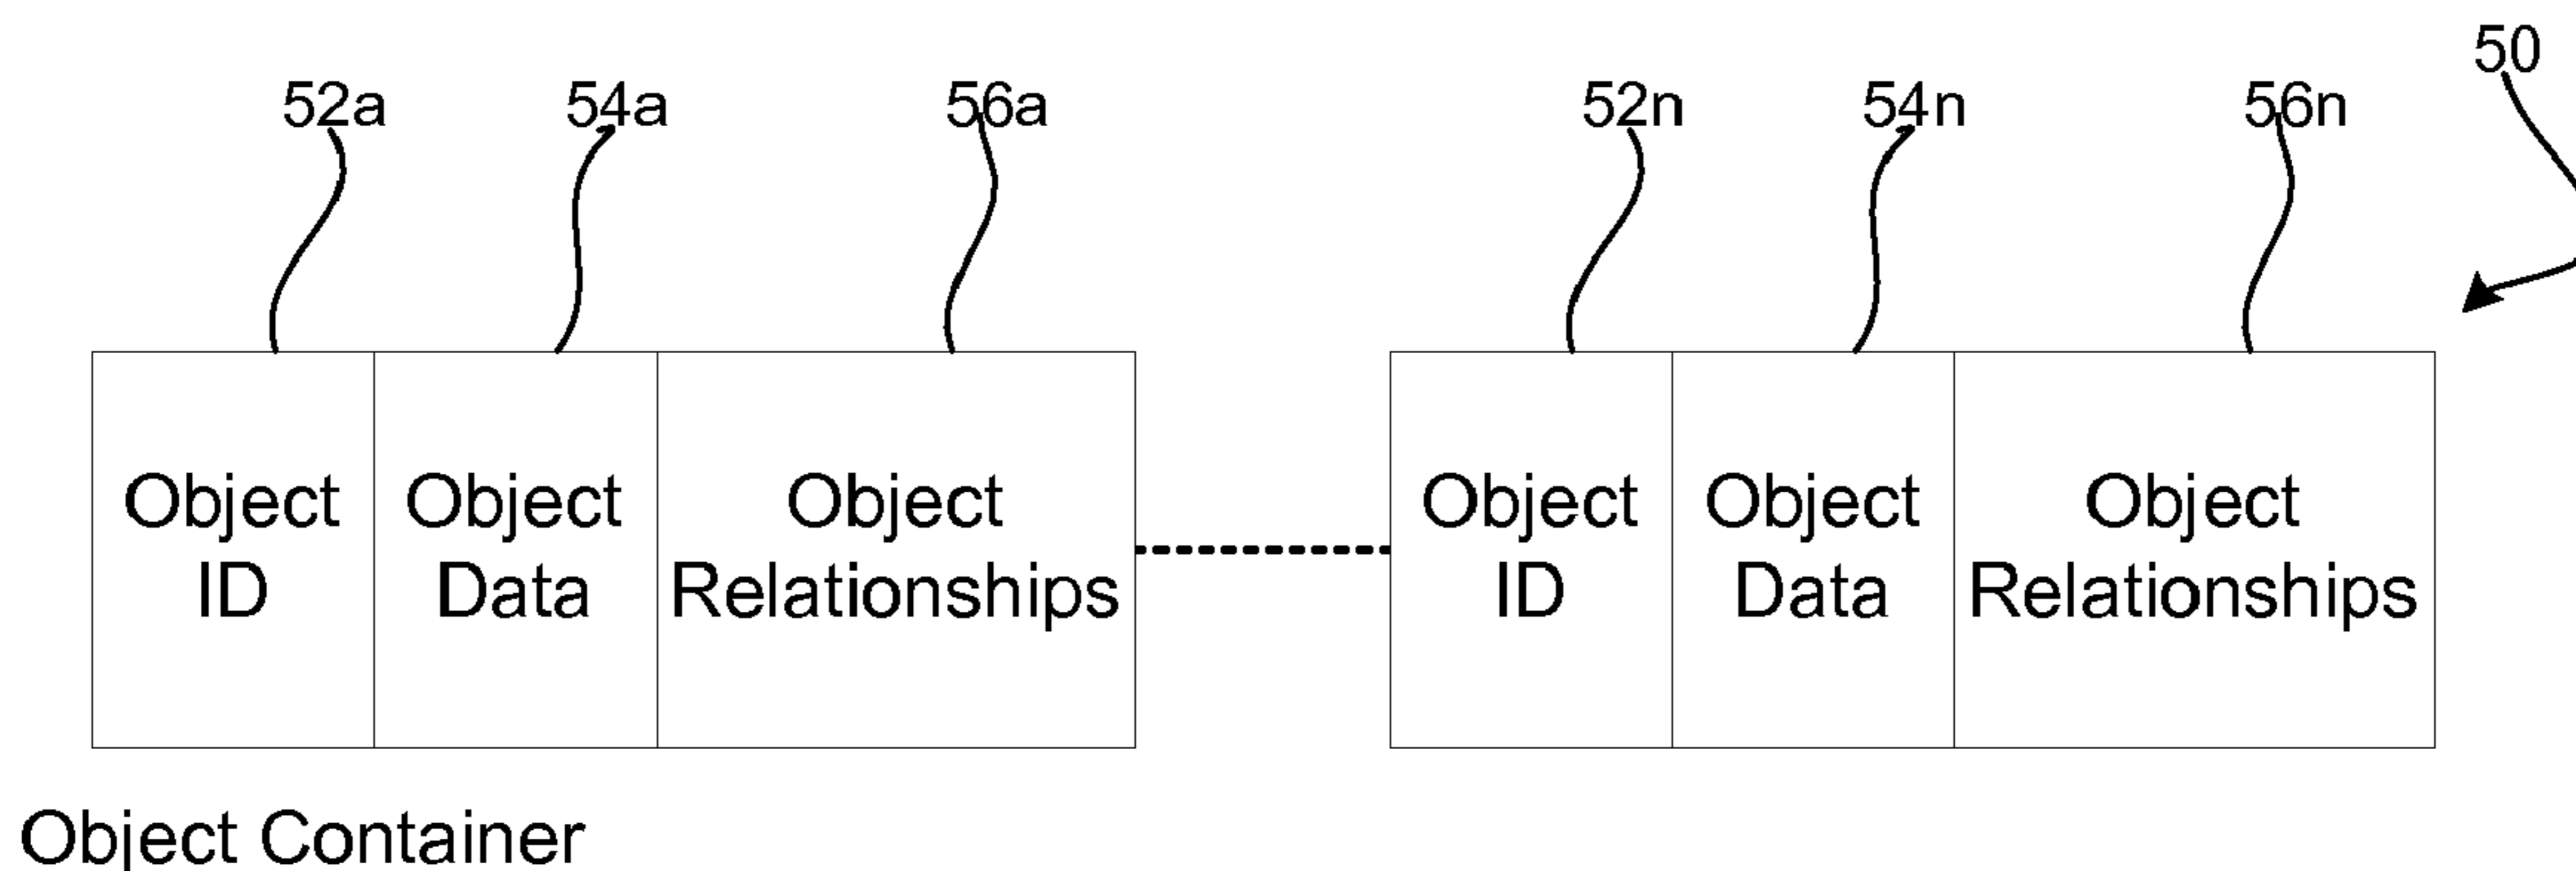 50
52a 54a 56a 52n 54n 56n
Object Object Object Object Object Object
ID Data Relationships ID Data Relationships
Object Container